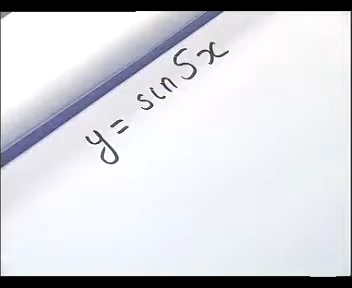 y = sin 5x